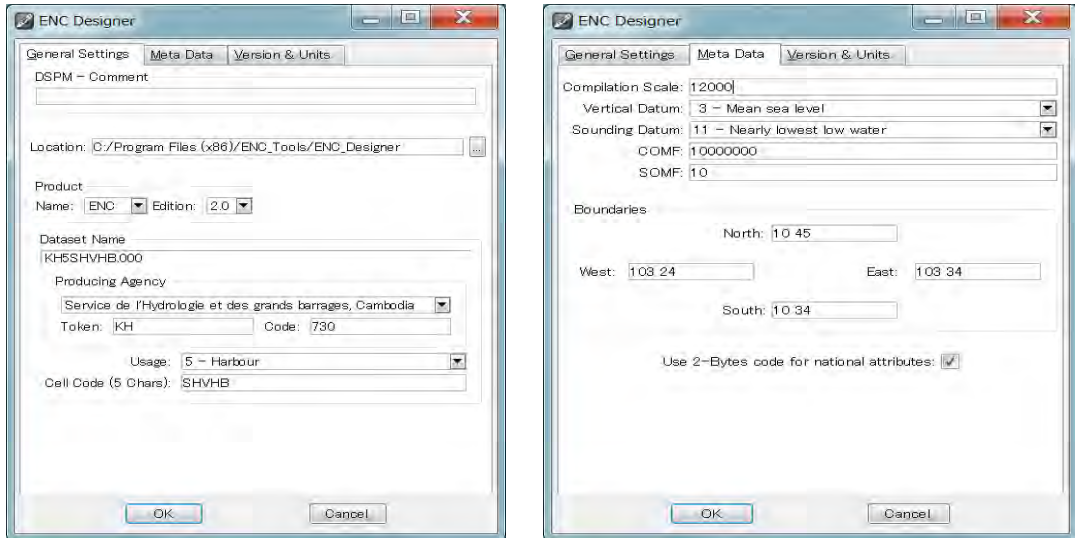 ENC Designer
General Settings Meta Data Version & Units
DSPM - Comment
Location: C:/Program Files (x86)/ENC_Tools/ENC_Designer ...
Product
Name: ENC Edition: 2.0
Dataset Name
KH5SHVHB.000
Producing Agency
Service de l'Hydrologie et des grands barrages, Cambodia
Token: KH Code: 730
Usage: 5 - Harbour
Cell Code (5 Chars): SHVHB
OK Cancel
ENC Designer
General Settings Meta Data Version & Units
Compilation Scale: 12000
Vertical Datum: 3 - Mean sea level
Sounding Datum: 11 - Nearly lowest low water
COMF: 10000000
SOMF: 10
Boundaries
North: 10 45
West: 103 24 East: 103 34
South: 10 34
Use 2-Bytes code for national attributes:
OK Cancel